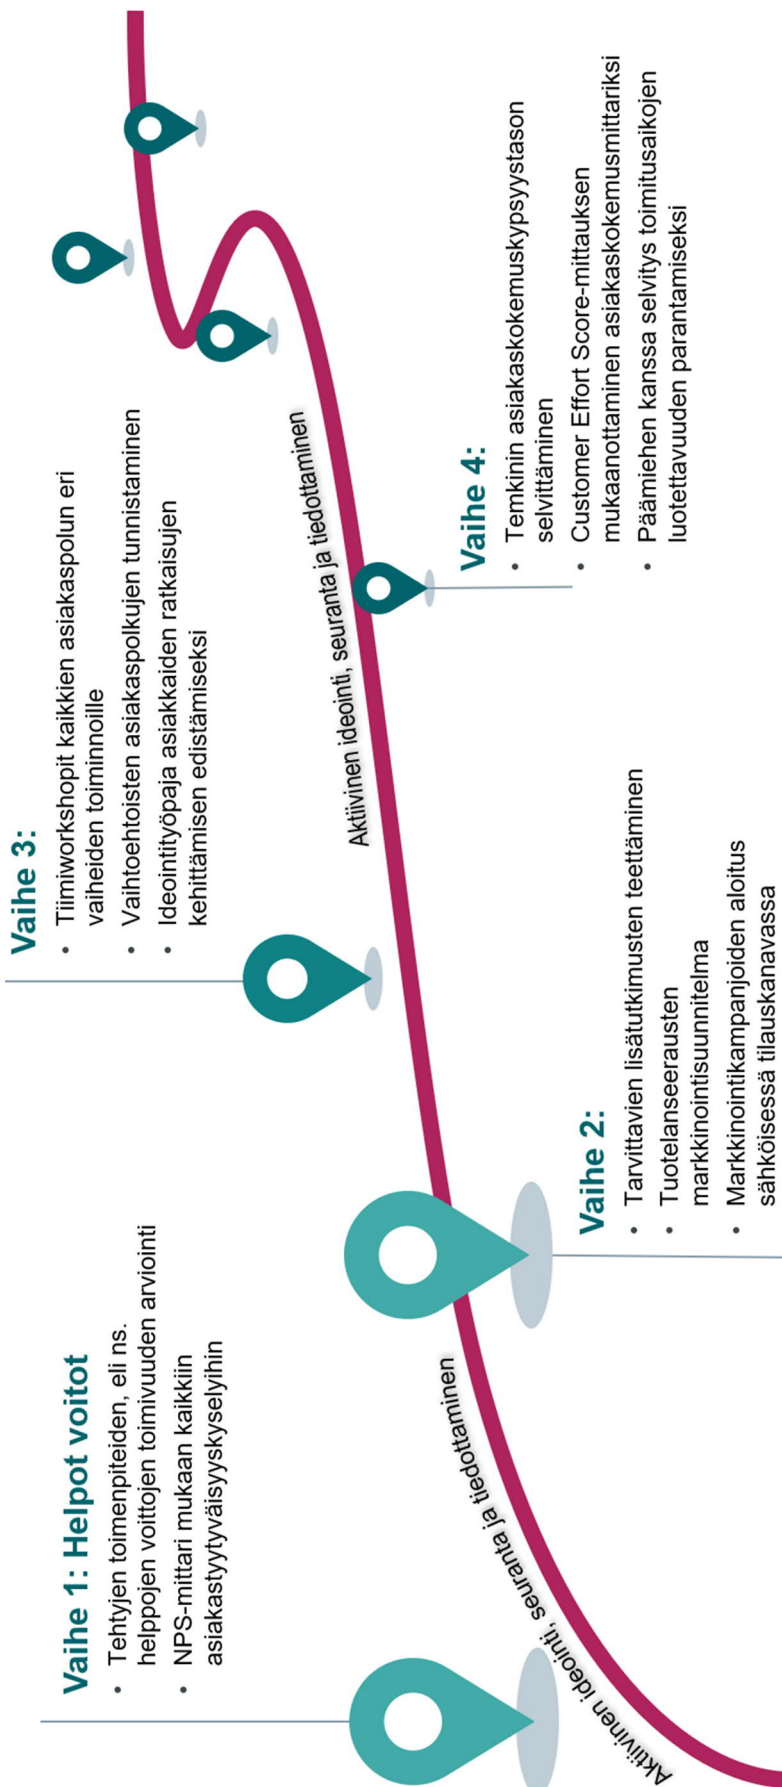 Vaihe 1: Helpot voitot
• Tehtyjen toimenpiteiden, eli ns.
helppojen voittojen toimivuuden arviointi
• NPS-mittari mukaan kaikkiin
asiakastyytyväisyyskyselyihin
Aktiivinen ideointi, seuranta ja tiedottaminen
Vaihe 2:
• Tarvittavien lisätutkimusten teettäminen
• Tuotelanseerausten
markkinointisuunnitelma
• Markkinointikampanjoiden aloitus
sähköisessä tilauskanavassa
Vaihe 3:
• Tiimiworkshopit kaikkien asiakaspolun eri
vaiheiden toiminnoille
• Vaihtoehtoisten asiakaspolkujen tunnistaminen
• Ideointityöpaja asiakkaiden ratkaisujen
kehittämisen edistämiseksi
Aktiivinen ideointi, seuranta ja tiedottaminen
Vaihe 4:
• Temkinin asiakaskokemuskypsyystason
selvittäminen
• Customer Effort Score-mittauksen
mukaanottaminen asiakaskokemusmittariksi
• Päämiehen kanssa selvitys toimitusaikojen
luotettavuuden parantamiseksi